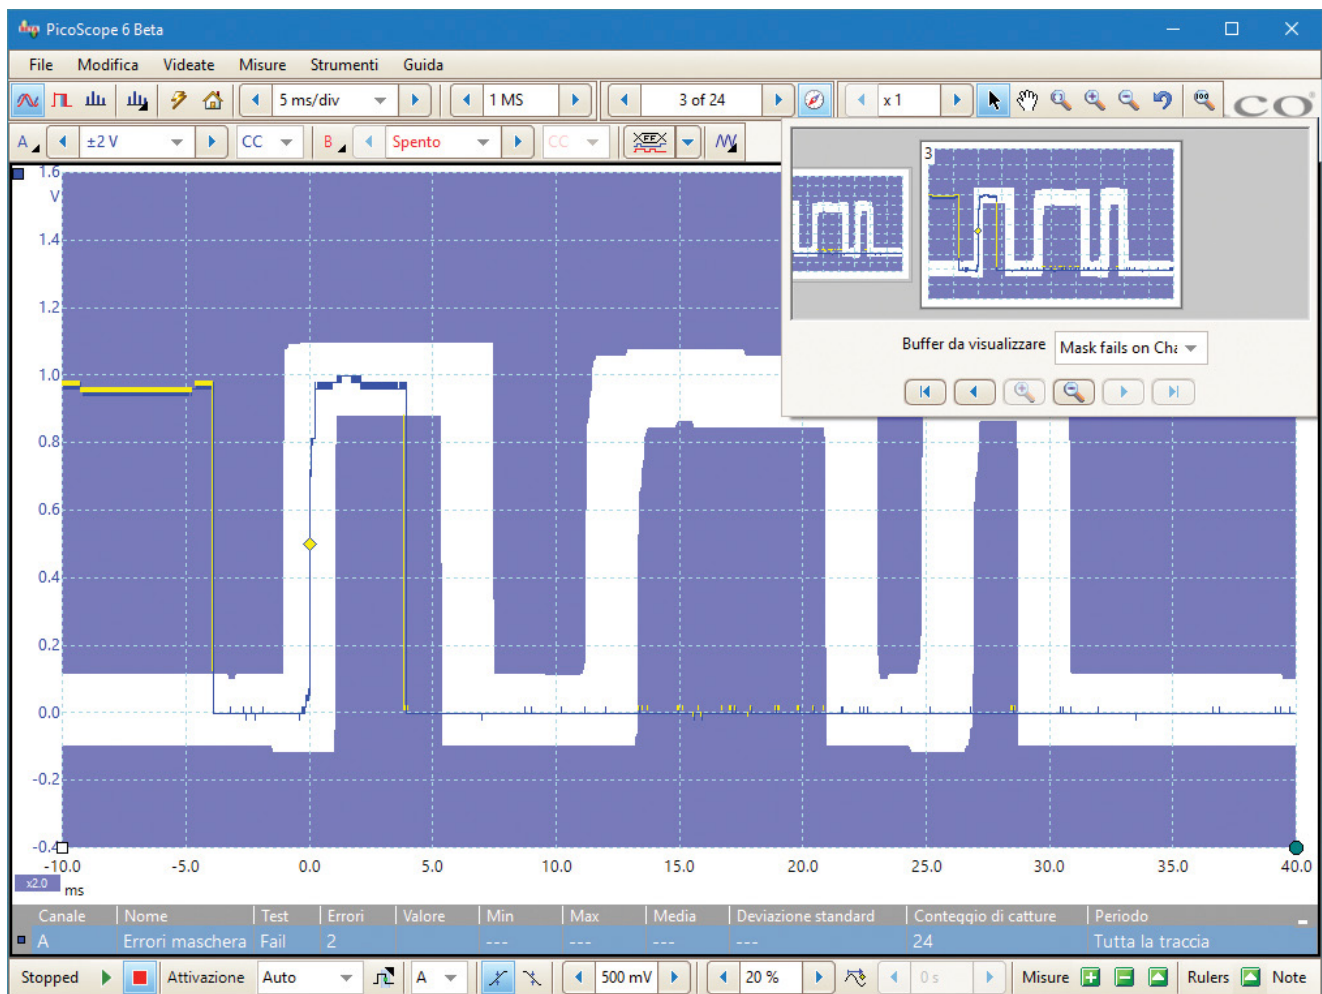 PicoScope 6 Beta
File Modifica Videate Misure Strumenti Guida
5 ms/div 1 MS 3 of 24 x 1
A ±2 V CC B Spento CC
3
Buffer da visualizzare Mask fails on Cha
1.6
V
1.4
1.2
1.0
0.8
0.6
0.4
0.2
0.0
-0.2
-0.4
-10.0 -5.0 0.0 5.0 10.0 15.0 20.0 25.0 30.0 35.0 40.0
x2.0 ms
Canale Nome Test Errori Valore Min Max Media Deviazione standard Conteggio di catture Periodo
A Errori maschera Fail 2 --- --- --- --- 24 Tutta la traccia
Stopped Attivazione Auto A 500 mV 20 % 0 s Misure Rulers Note